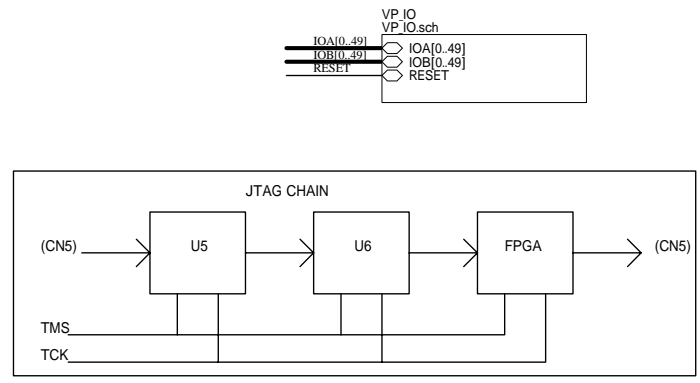 VP_IO
VP_IO.sch
IOA[0..49] IOA[0..49]
IOB[0..49] IOB[0..49]
RESET RESET
JTAG CHAIN
(CN5) U5 U6 FPGA (CN5)
TMS
TCK